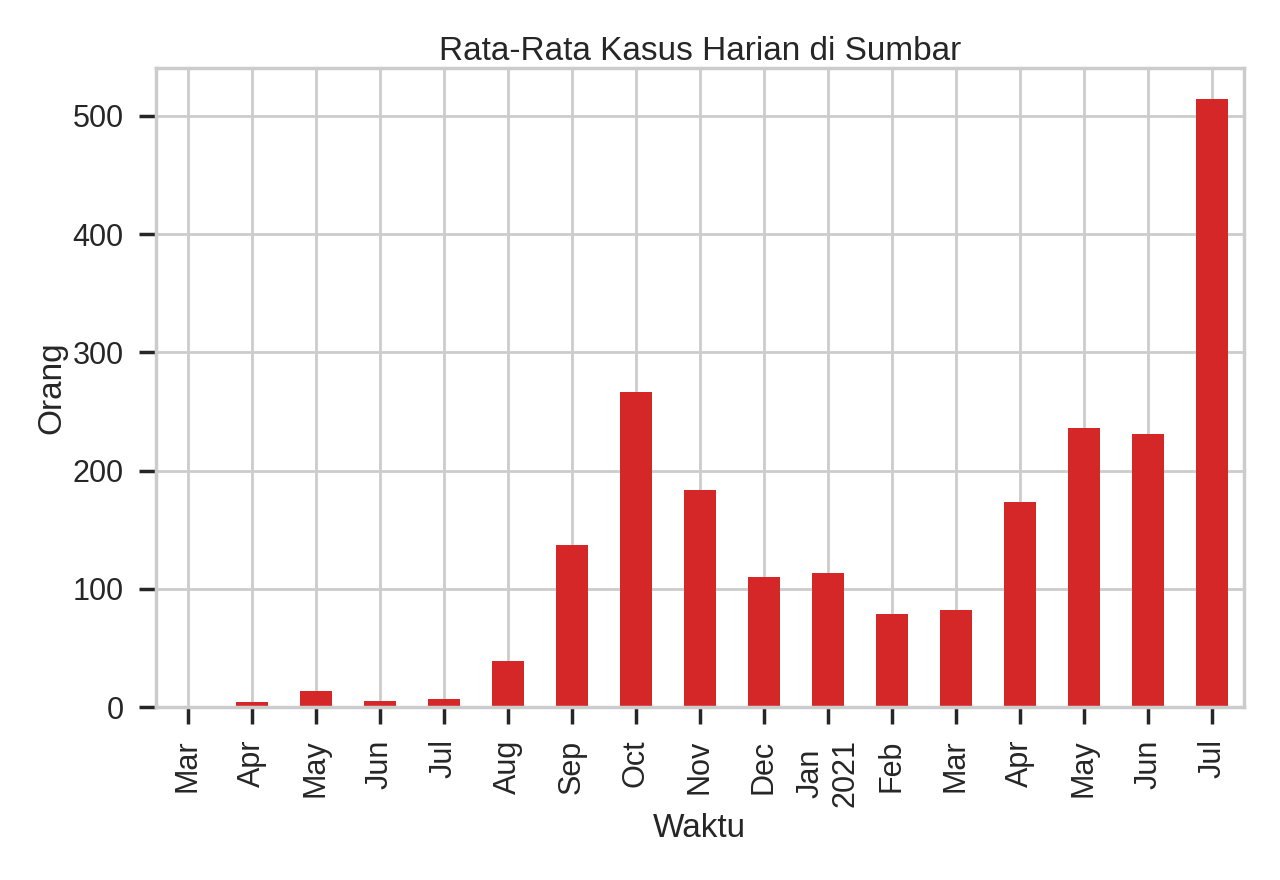 Rata-Rata Kasus Harian di Sumbar
500
400
300
200
100
0
Orang
Mar
Apr
May
Jun
Jul
Aug
Sep
Oct
Nov
Dec
Jan
2021
Feb
Mar
Apr
May
Jun
Jul
Waktu